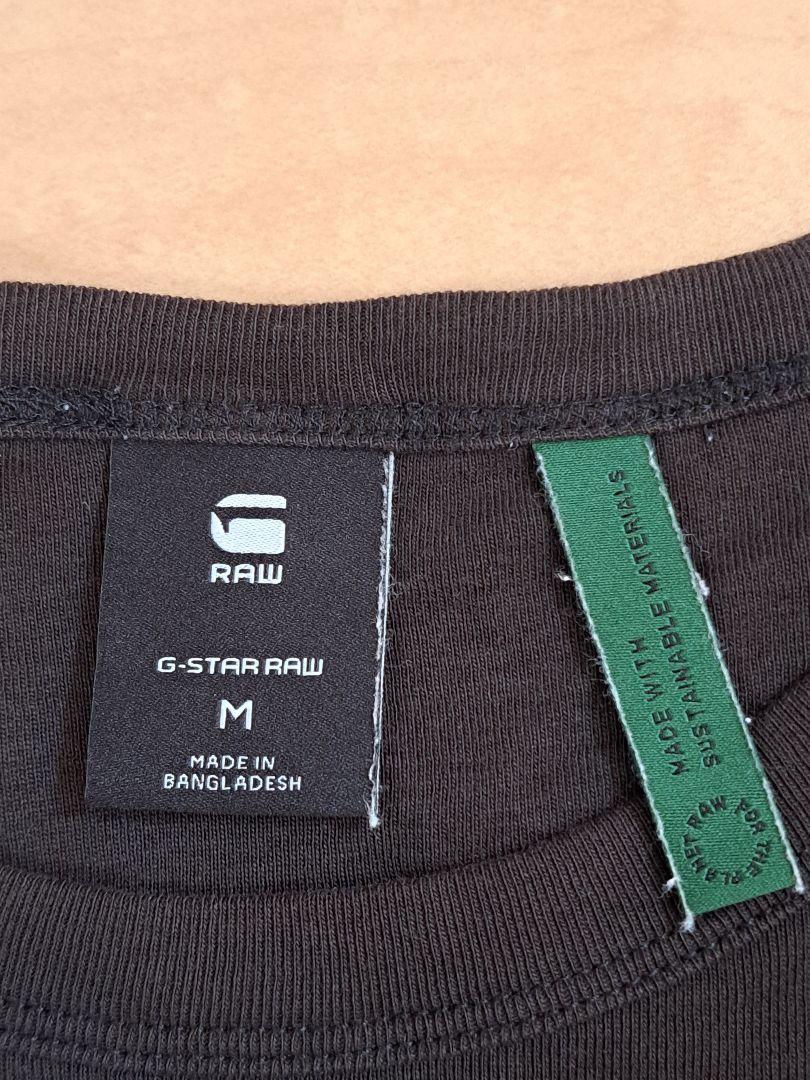 RAW
G-STAR RAW
M
MADE IN
BANGLADESH
MADE WITH
SUSTAINABLE MATERIALS
RAW FOR THE PLANET